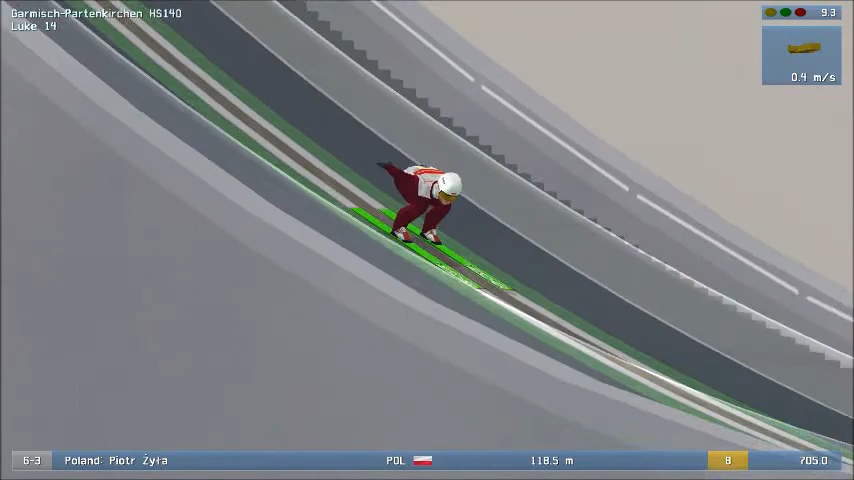 Garmisch-Partenkirchen HS140
Luke 14
9.3
0.4 m/s
6-3 Poland: Piotr Żyła POL 118.5 m 8 705.0